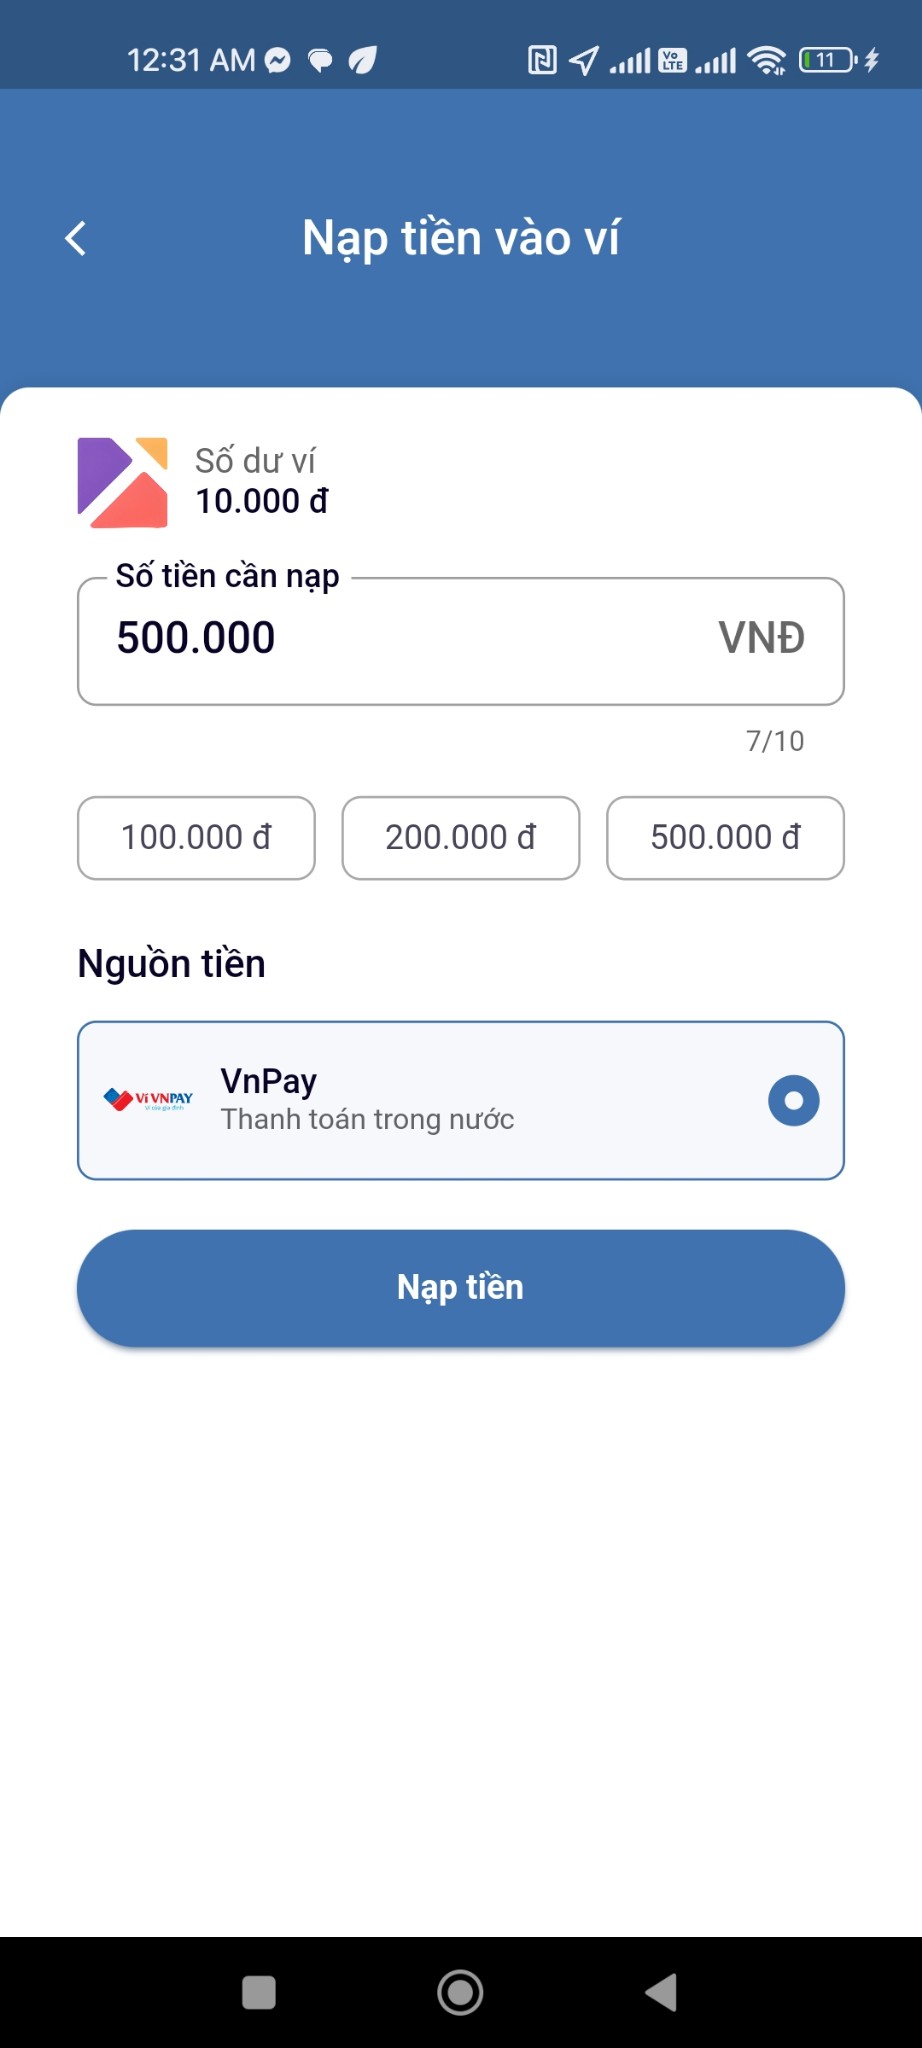 12:31 AM
Vo LTE
11
Nạp tiền vào ví
Số dư ví
10.000 đ
Số tiền cần nạp
500.000 VNĐ
7/10
100.000 đ 200.000 đ 500.000 đ
Nguồn tiền
VnPay
Ví VNPAY
Thanh toán trong nước
Nạp tiền